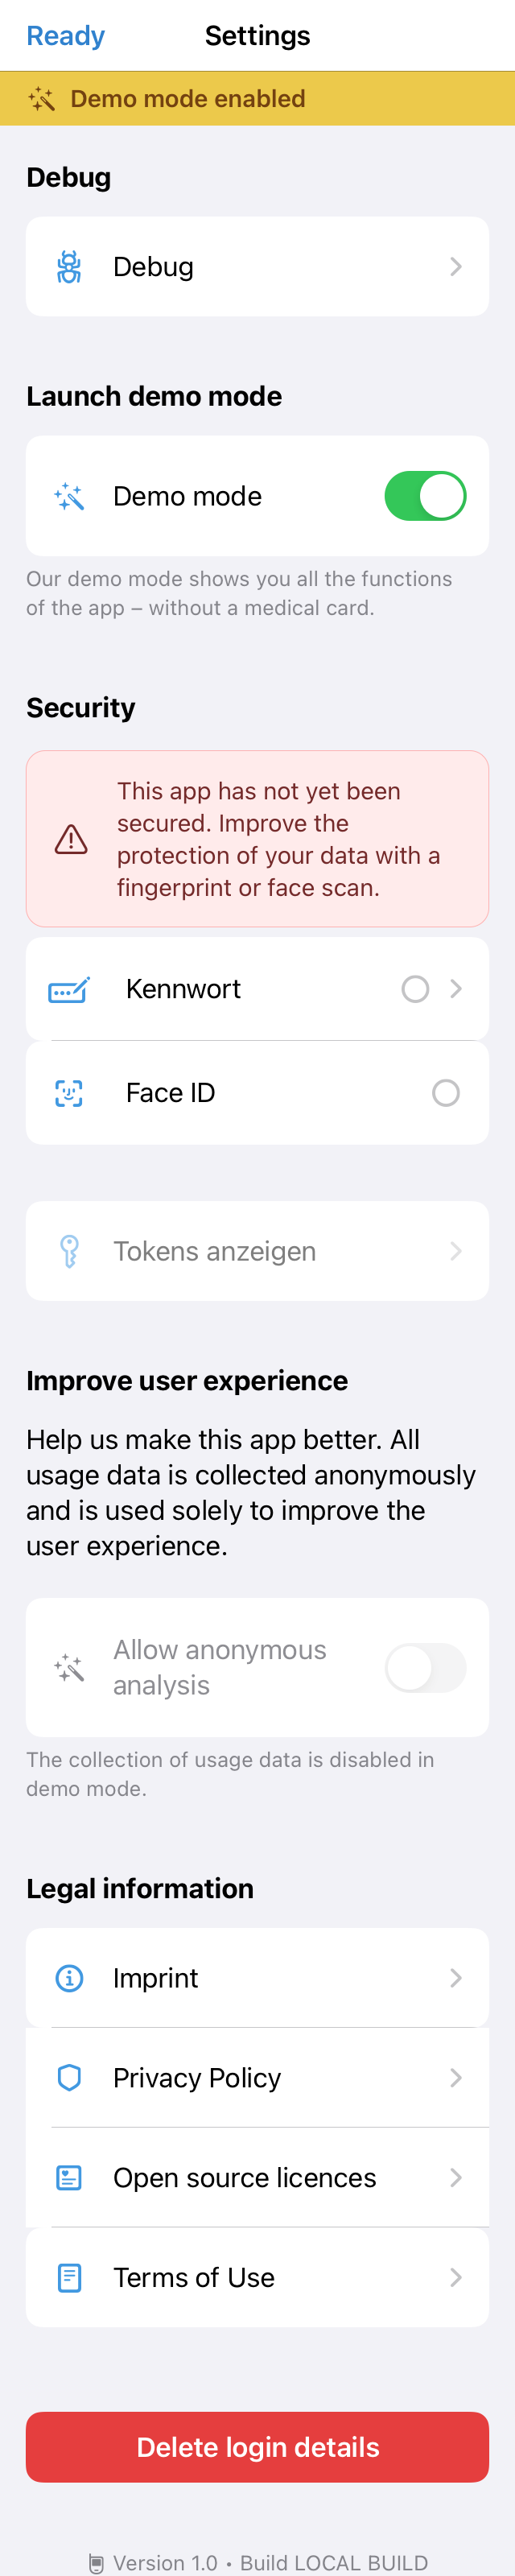 Ready
Settings
Demo mode enabled
Debug
Debug
Launch demo mode
Demo mode
Our demo mode shows you all the functions
of the app – without a medical card.
Security
This app has not yet been
secured. Improve the
protection of your data with a
fingerprint or face scan.
Kennwort
Face ID
Tokens anzeigen
Improve user experience
Help us make this app better. All
usage data is collected anonymously
and is used solely to improve the
user experience.
Allow anonymous
analysis
The collection of usage data is disabled in
demo mode.
Legal information
Imprint
Privacy Policy
Open source licences
Terms of Use
Delete login details
Version 1.0 • Build LOCAL BUILD